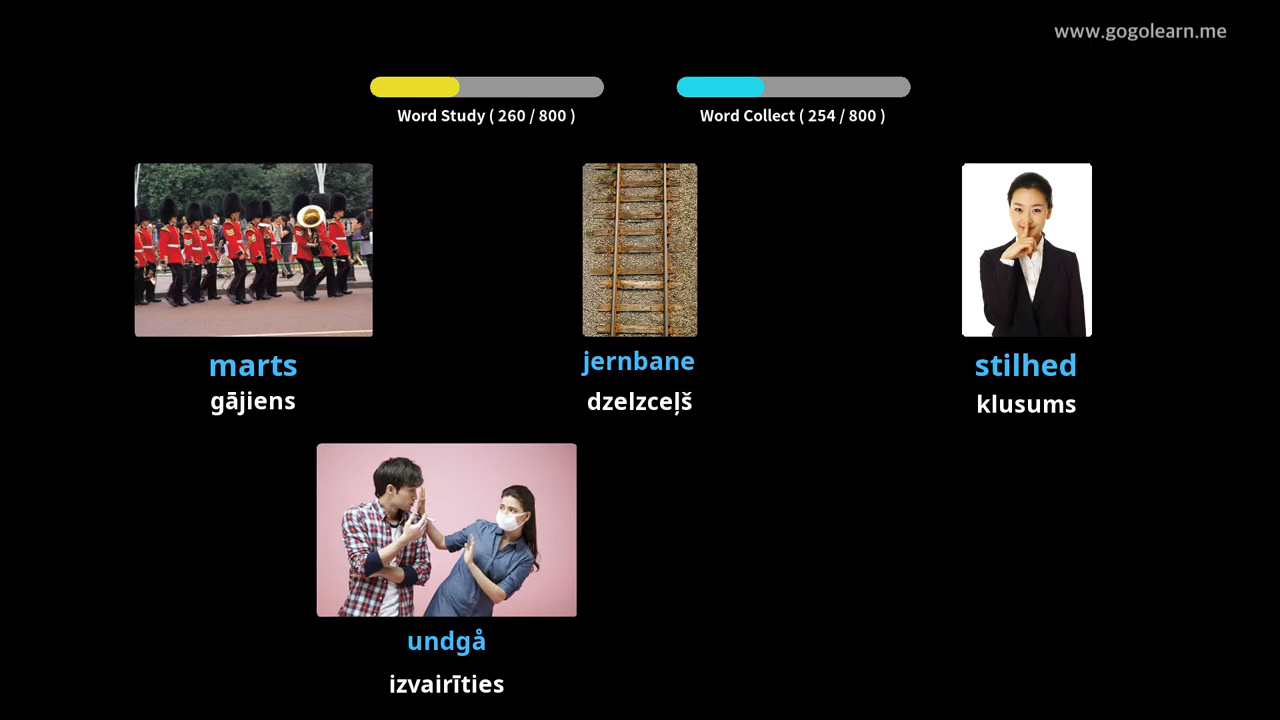 www.gogolearn.me
Word Study ( 260 / 800 )
Word Collect ( 254 / 800 )
marts
gājiens
jernbane
dzelzceļš
stilhed
klusums
undgå
izvairīties